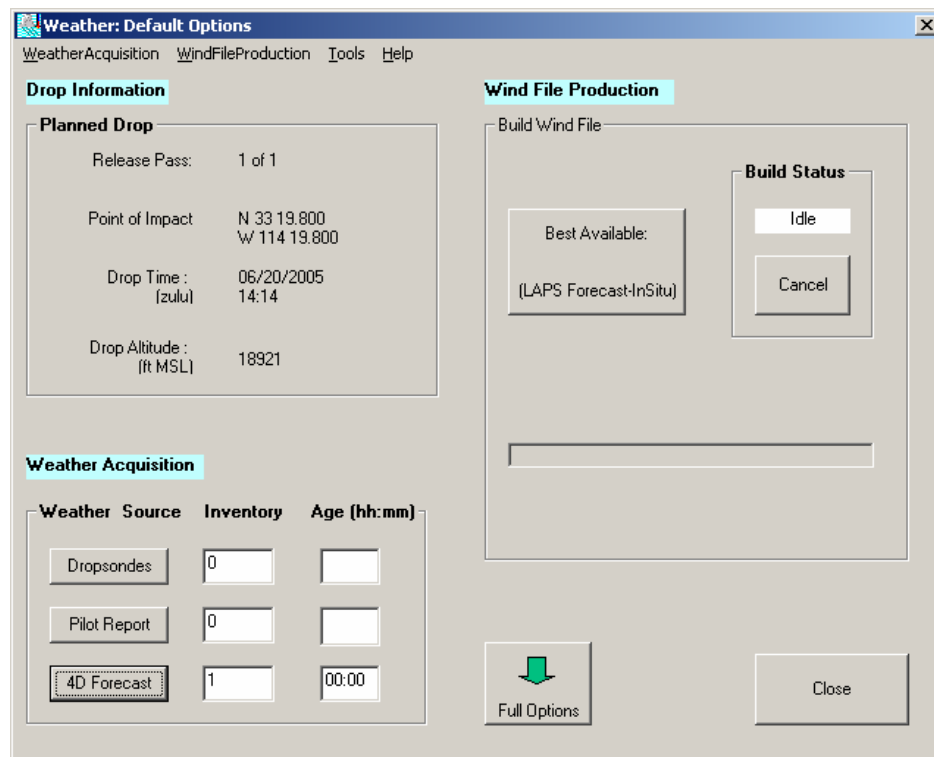 Weather: Default Options
WeatherAcquisition WindFileProduction Tools Help
Drop Information
Planned Drop
Release Pass: 1 of 1
Point of Impact N 33 19.800
W 114 19.800
Drop Time : 06/20/2005
(zulu) 14:14
Drop Altitude : 18921
(ft MSL)
Weather Acquisition
Weather Source Inventory Age (hh:mm)
Dropsondes 0
Pilot Report 0
4D Forecast 1 00:00
Wind File Production
Build Wind File
Build Status
Best Available: Idle
(LAPS Forecast-InSitu) Cancel
Full Options
Close